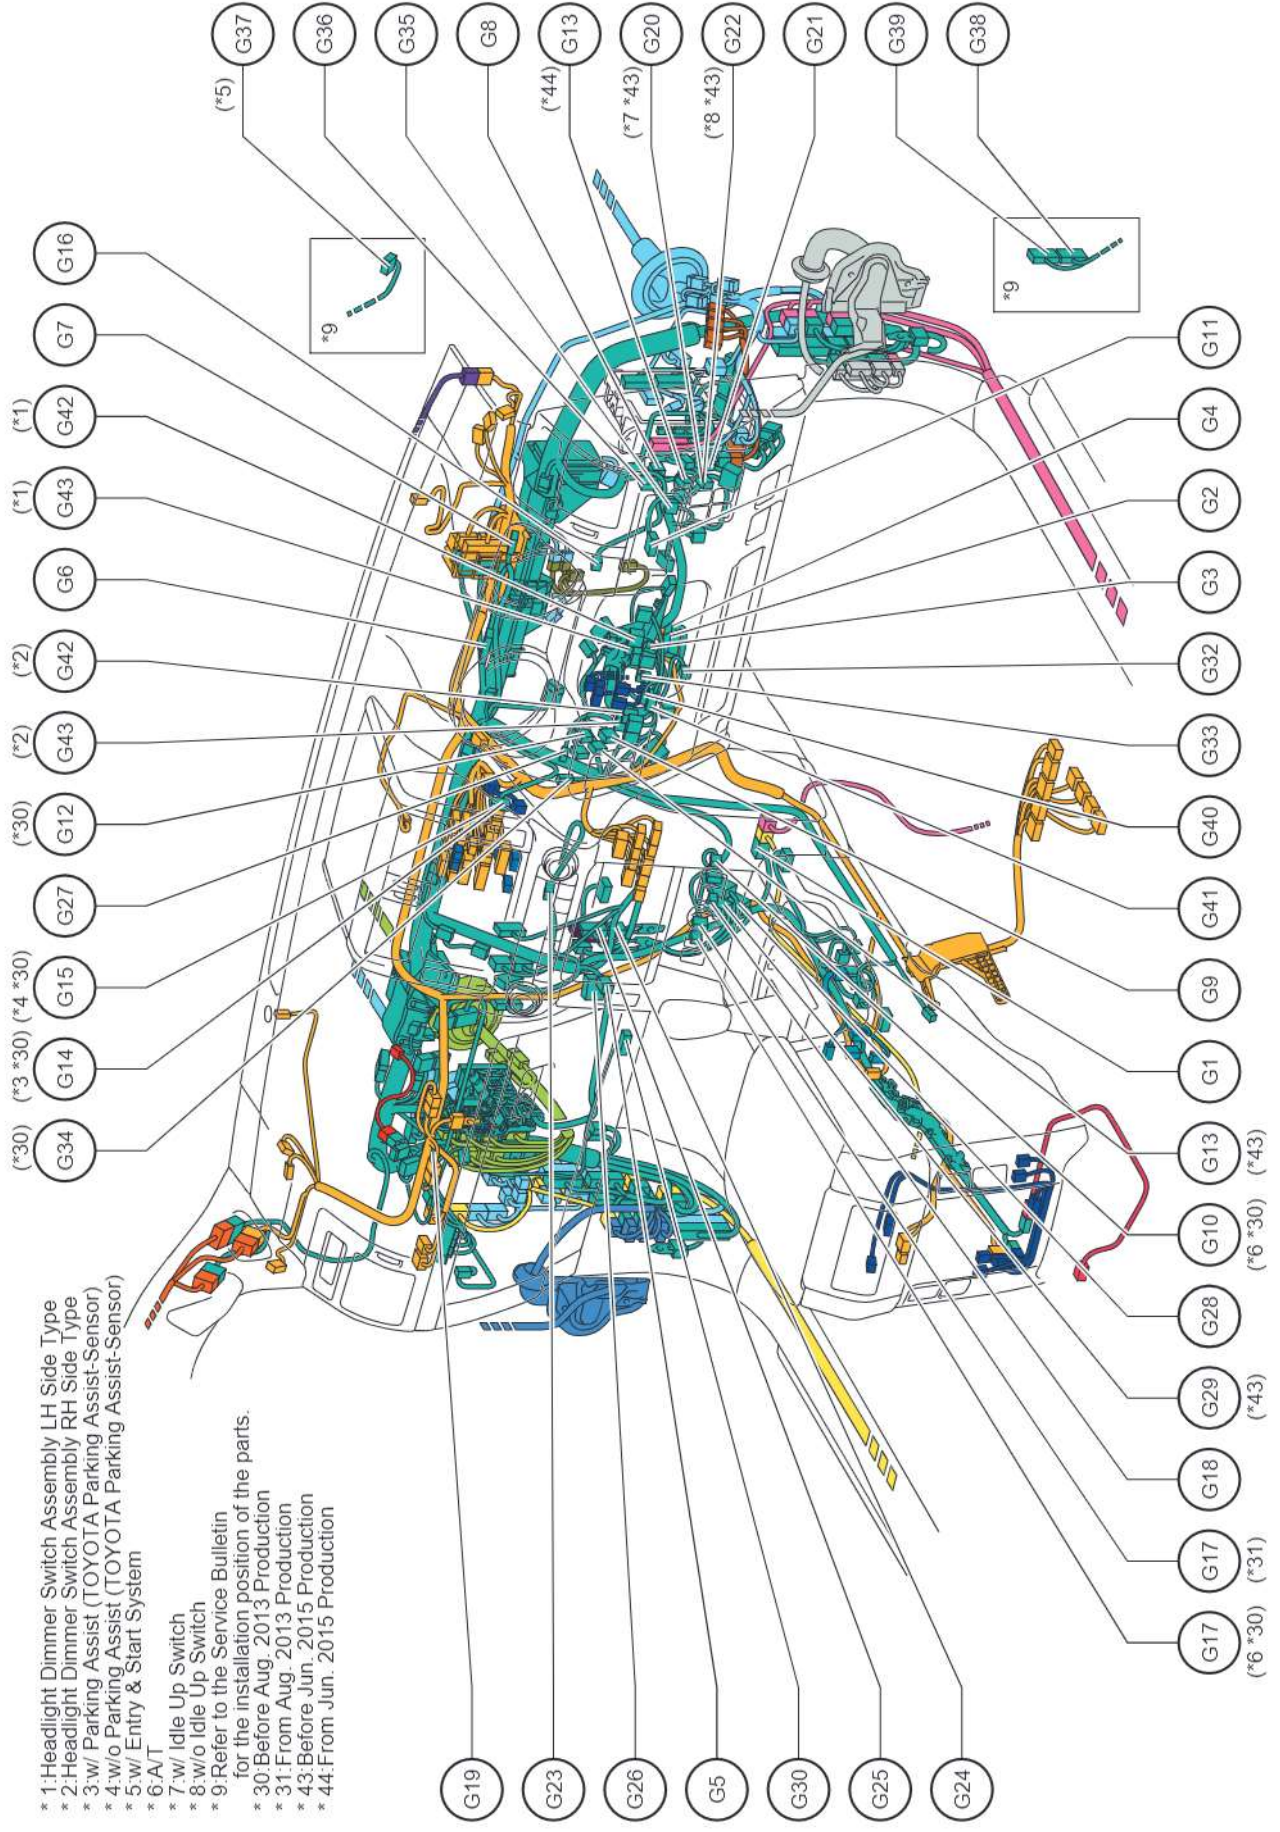 * 1:Headlight Dimmer Switch Assembly LH Side Type
* 2:Headlight Dimmer Switch Assembly RH Side Type
* 3:w/ Parking Assist (TOYOTA Parking Assist-Sensor)
* 4:w/o Parking Assist (TOYOTA Parking Assist-Sensor)
* 5:w/ Entry & Start System
* 6:A/T
* 7:w/ Idle Up Switch
* 8:w/o Idle Up Switch
* 9:Refer to the Service Bulletin
for the installation position of the parts.
* 30:Before Aug. 2013 Production
* 31:From Aug. 2013 Production
* 43:Before Jun. 2015 Production
* 44:From Jun. 2015 Production
(*30)
G34
(*3 *30)
G14
(*4 *30)
G15
G27
(*30)
G12
(*2)
G43
(*2)
G42
G6
(*1)
G43
(*1)
G42
G7
G16
(*5)
G37
G36
G35
G8
(*44)
G13
(*7 *43)
G20
(*8 *43)
G22
G21
G39
G38
*9
*9
G19
G23
G26
G5
G30
G25
G24
G17
(*6 *30)
G17
(*31)
G18
G29
(*43)
G28
G10
(*6 *30)
G13
(*43)
G1
G9
G41
G40
G33
G32
G3
G2
G4
G11